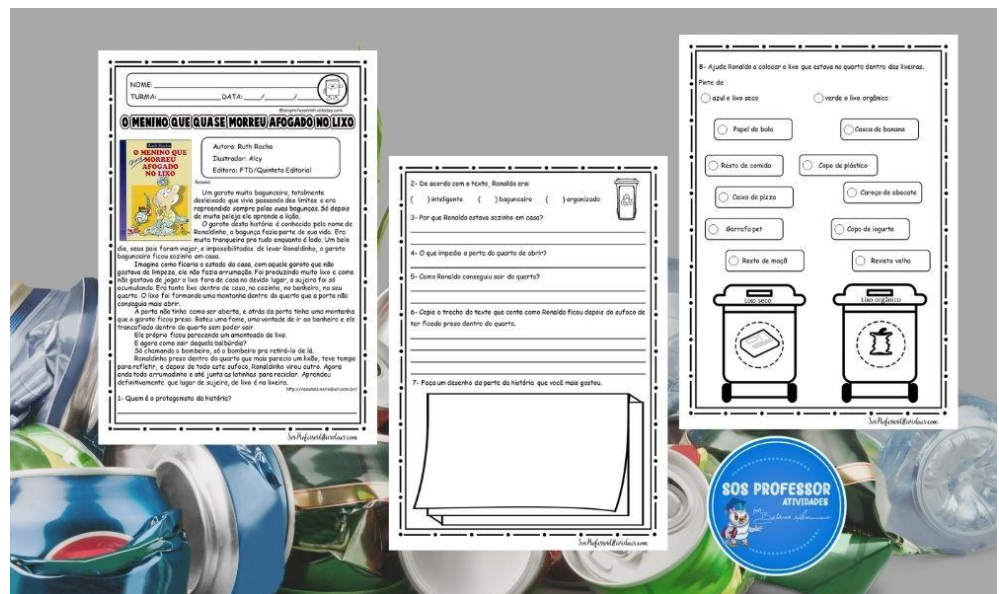 NOME:
TURMA: DATA: / /
O MENINO QUE QUASE MORREU AFOGADO NO LIXO
Ruth Rocha
O MENINO QUE
QUASE MORREU
AFOGADO
NO LIXO
Autora: Ruth Rocha
Ilustrador: Alcy
Editora: FTD/Quinteto Editorial
Resumo:
Um garoto muito bagunceiro, totalmente
desleixado que vivia passando dos limites e era
repreendido sempre pelas suas bagunças. Só depois
de muita peleja ele aprende a lição.
O garoto desta história é conhecido pelo nome de
Ronaldinho, a bagunça fazia parte de sua vida. Era
muita tranqueira pra tudo enquanto é lado. Um belo
dia, seus pais foram viajar, e impossibilitados de levar Ronaldinho, o garoto
bagunceiro ficou sozinho em casa.
Imagina como ficaria o estado da casa, com aquele garoto que não
gostava de limpeza, ele não fazia arrumação. Foi produzindo muito lixo e como
não gostava de jogar o lixo fora de casa no devido lugar, a sujeira foi só
acumulando. Era tanto lixo dentro de casa, na cozinha, no banheiro, no seu
quarto. O lixo foi formando uma montanha dentro do quarto que a porta não
conseguia mais abrir.
A porta não tinha como ser aberta, e atrás da porta tinha uma montanha
que o garoto ficou preso. Bateu uma fome, uma vontade de ir ao banheiro e ele
trancafiado dentro do quarto sem poder sair.
Ele próprio ficou parecendo um amontoado de lixo.
E agora como sair daquela balbúrdia?
Só chamando o bombeiro, só o bombeiro pra retirá-lo de lá.
Ronaldinho preso dentro do quarto que mais parecia um lixão, teve tempo
para refletir, e depois de todo este sufoco, Ronaldinho virou outro. Agora
anda todo arrumadinho e até junta as latinhas para reciclar. Aprendeu
definitivamente que lugar de sujeira, de lixo é na lixeira.
1- Quem é o protagonista da história?
SosProfessorAtividades.com
2- De acordo com o texto, Ronaldo era:
( ) inteligente ( ) bagunceiro ( ) organizado
3- Por que Ronaldo estava sozinho em casa?
4- O que impedia a porta do quarto de abrir?
5- Como Ronaldo conseguiu sair do quarto?
6- Copie o trecho do texto que conta como Ronaldo ficou depois do sufoco de
ter ficado preso dentro do quarto.
7- Faça um desenho da parte da história que você mais gostou.
SosProfessorAtividades.com
8- Ajude Ronaldo a colocar o lixo que estava no quarto dentro das lixeiras.
Pinte de
azul o lixo seco verde o lixo orgânico
Papel de bala Casca de banana
Resto de comida Copo de plástico
Caixa de pizza Caroço de abacate
Garrafa pet Copo de iogurte
Resto de maçã Revista velha
Lixo seco Lixo orgânico
SosProfessorAtividades.com
SOS PROFESSOR
ATIVIDADES